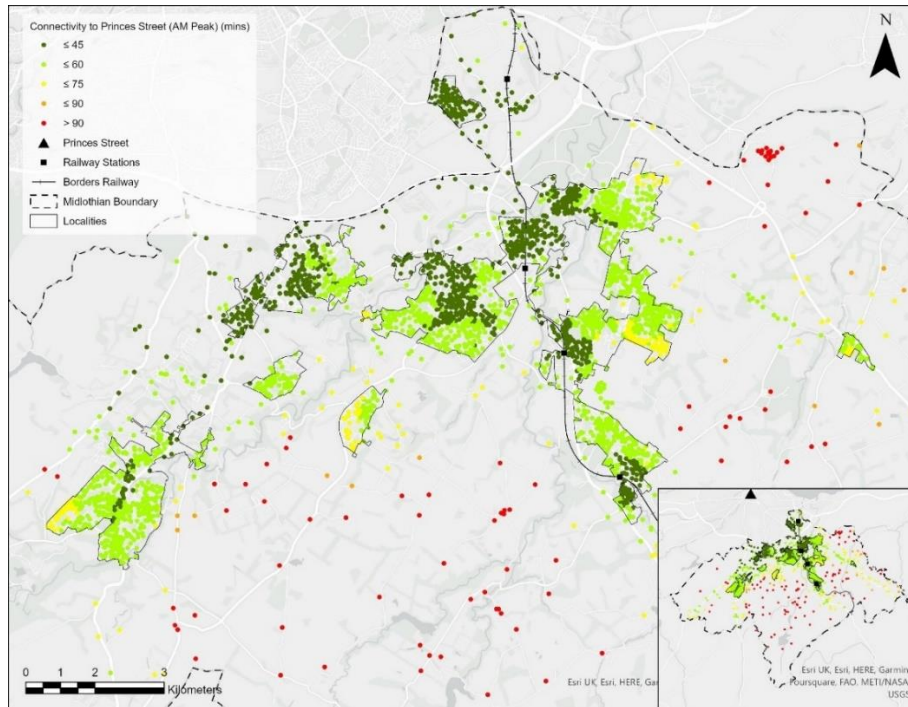 Connectivity to Princes Street (AM Peak) (mins)
≤ 45
≤ 60
≤ 75
≤ 90
> 90
Princes Street
Railway Stations
Borders Railway
Midlothian Boundary
Localities
N
0 1 2 3
Kilometers
Esri UK, Esri, HERE, Gar
Esri UK, Esri, HERE, Garmin
Foursquare, FAO, METI/NASA
USGS